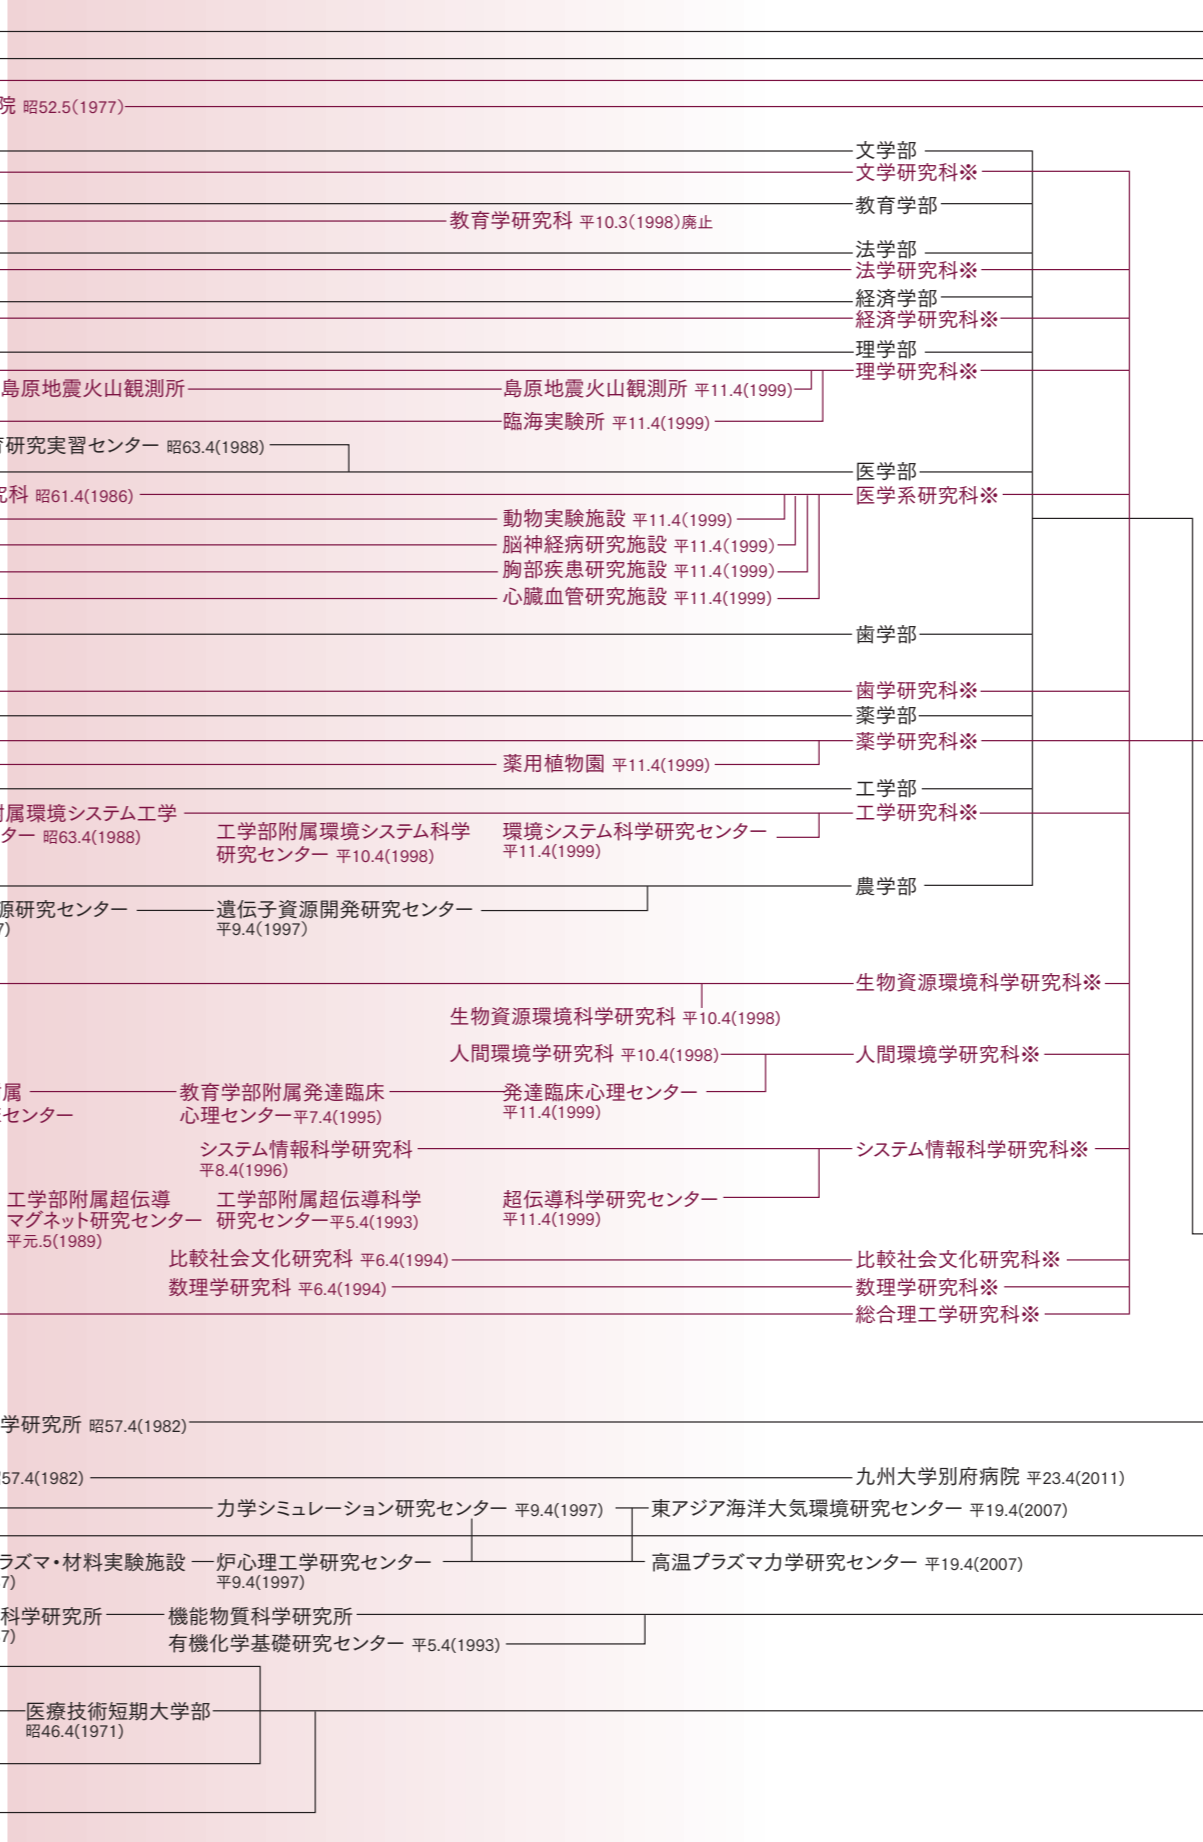 院 昭52.5(1977)
文学部
文学研究科※
教育学部
教育学研究科 平10.3(1998)廃止
法学部
法学研究科※
経済学部
経済学研究科※
理学部
理学研究科※
島原地震火山観測所
島原地震火山観測所 平11.4(1999)
臨海実験所 平11.4(1999)
育研究実習センター 昭63.4(1988)
医学部
究科 昭61.4(1986)
医学系研究科※
動物実験施設 平11.4(1999)
脳神経病研究施設 平11.4(1999)
胸部疾患研究施設 平11.4(1999)
心臓血管研究施設 平11.4(1999)
歯学部
歯学研究科※
薬学部
薬学研究科※
薬用植物園 平11.4(1999)
工学部
附属環境システム工学
ター 昭63.4(1988)
工学研究科※
工学部附属環境システム科学
研究センター 平10.4(1998)
環境システム科学研究センター
平11.4(1999)
農学部
源研究センター
7)
遺伝子資源開発研究センター
平9.4(1997)
生物資源環境科学研究科※
生物資源環境科学研究科 平10.4(1998)
人間環境学研究科 平10.4(1998)
人間環境学研究科※
属
センター
教育学部附属発達臨床
心理センター平7.4(1995)
発達臨床心理センター
平11.4(1999)
システム情報科学研究科
平8.4(1996)
システム情報科学研究科※
工学部附属超伝導
マグネット研究センター
平元.5(1989)
工学部附属超伝導科学
研究センター平5.4(1993)
超伝導科学研究センター
平11.4(1999)
比較社会文化研究科 平6.4(1994)
比較社会文化研究科※
数理学研究科 平6.4(1994)
数理学研究科※
総合理工学研究科※
学研究所 昭57.4(1982)
57.4(1982)
九州大学別府病院 平23.4(2011)
力学シミュレーション研究センター 平9.4(1997)
東アジア海洋大気環境研究センター 平19.4(2007)
ラズマ・材料実験施設
7)
炉心理工学研究センター
平9.4(1997)
高温プラズマ力学研究センター 平19.4(2007)
科学研究所
7)
機能物質科学研究所
有機化学基礎研究センター 平5.4(1993)
医療技術短期大学部
昭46.4(1971)